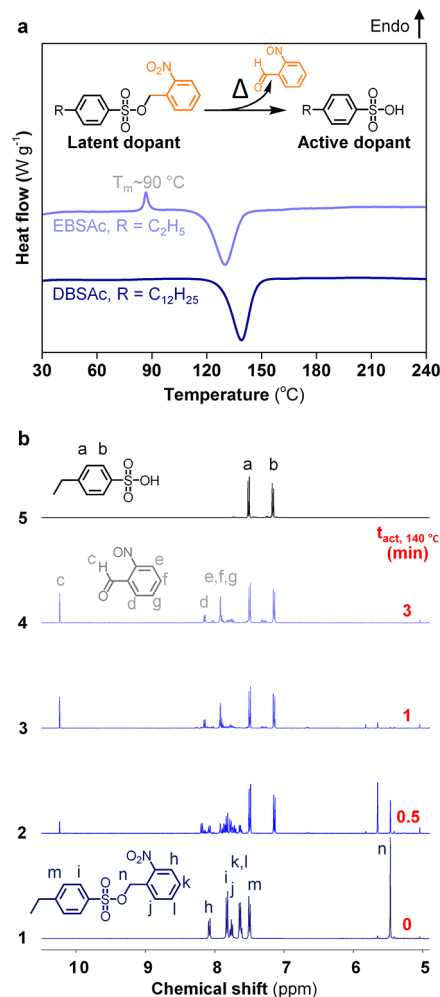 a
Endo
ON
O
NO₂
O
R
S
O
O
Δ
O
R
S
OH
O
Latent dopant
Active dopant
Tm~90 °C
EBSAc, R = C₂H₅
DBSAc, R = C₁₂H₂₅
Heat flow (W g⁻¹)
30 60 90 120 150 180 210 240
Temperature (°C)
b
a b
O
S
OH
O
a
b
5
tact, 140 °C
(min)
ON
c H
e
f
O
d
g
c
e,f,g
d
4
3
3
1
2
0.5
NO₂
m i
O
n
h
k
S
O
O
j
l
h
i
j
k,l
m
n
1
0
10 9 8 7 6 5
Chemical shift (ppm)